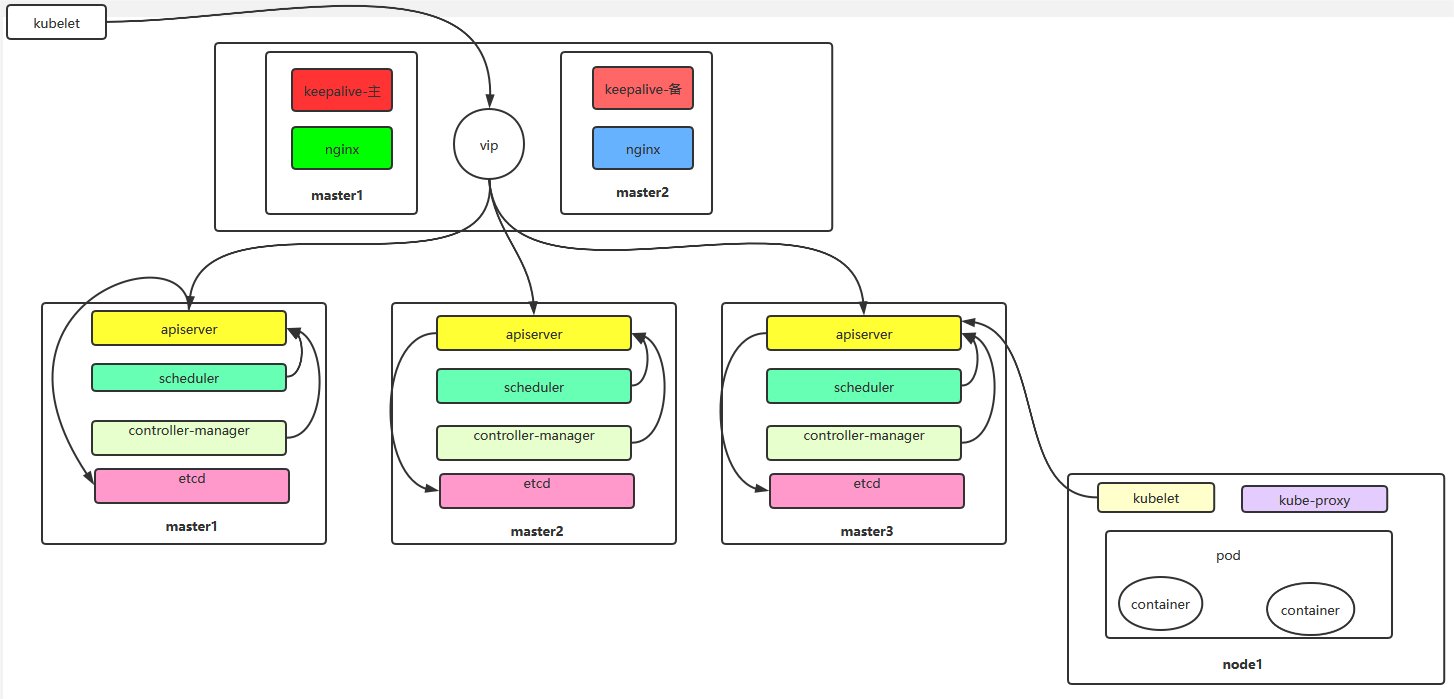 kubelet
keepalive-主
nginx
master1
vip
keepalive-备
nginx
master2
apiserver
scheduler
controller-manager
etcd
master1
apiserver
scheduler
controller-manager
etcd
master2
apiserver
scheduler
controller-manager
etcd
master3
kubelet
kube-proxy
pod
container
container
node1